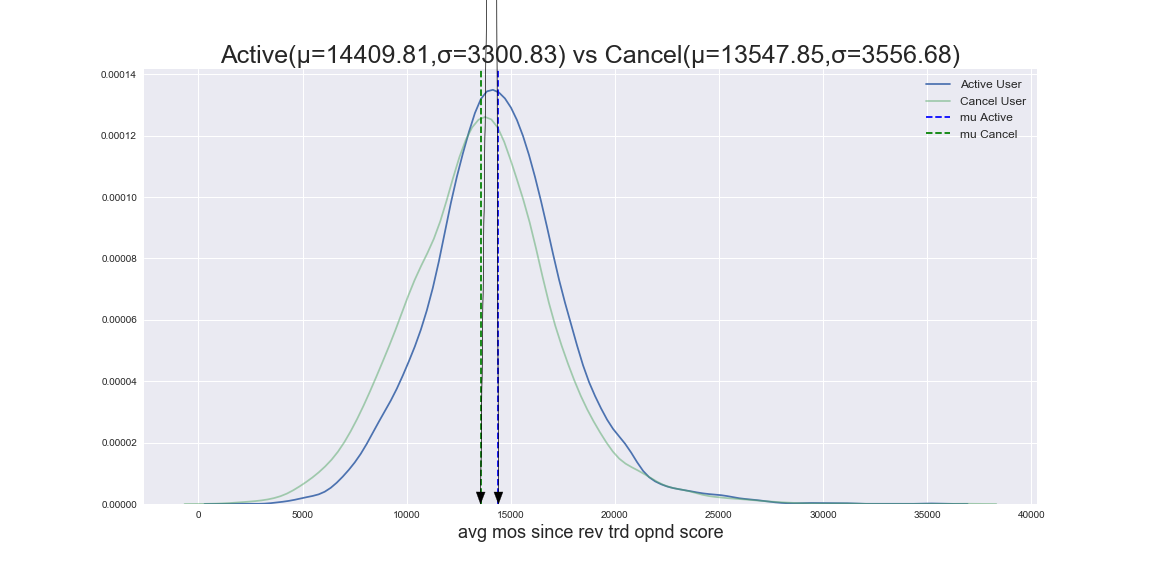 Active(μ=14409.81,σ=3300.83) vs Cancel(μ=13547.85,σ=3556.68)
0.00014
0.00012
0.00010
0.00008
0.00006
0.00004
0.00002
0.00000
Active User
Cancel User
mu Active
mu Cancel
0 5000 10000 15000 20000 25000 30000 35000 40000
avg mos since rev trd opnd score